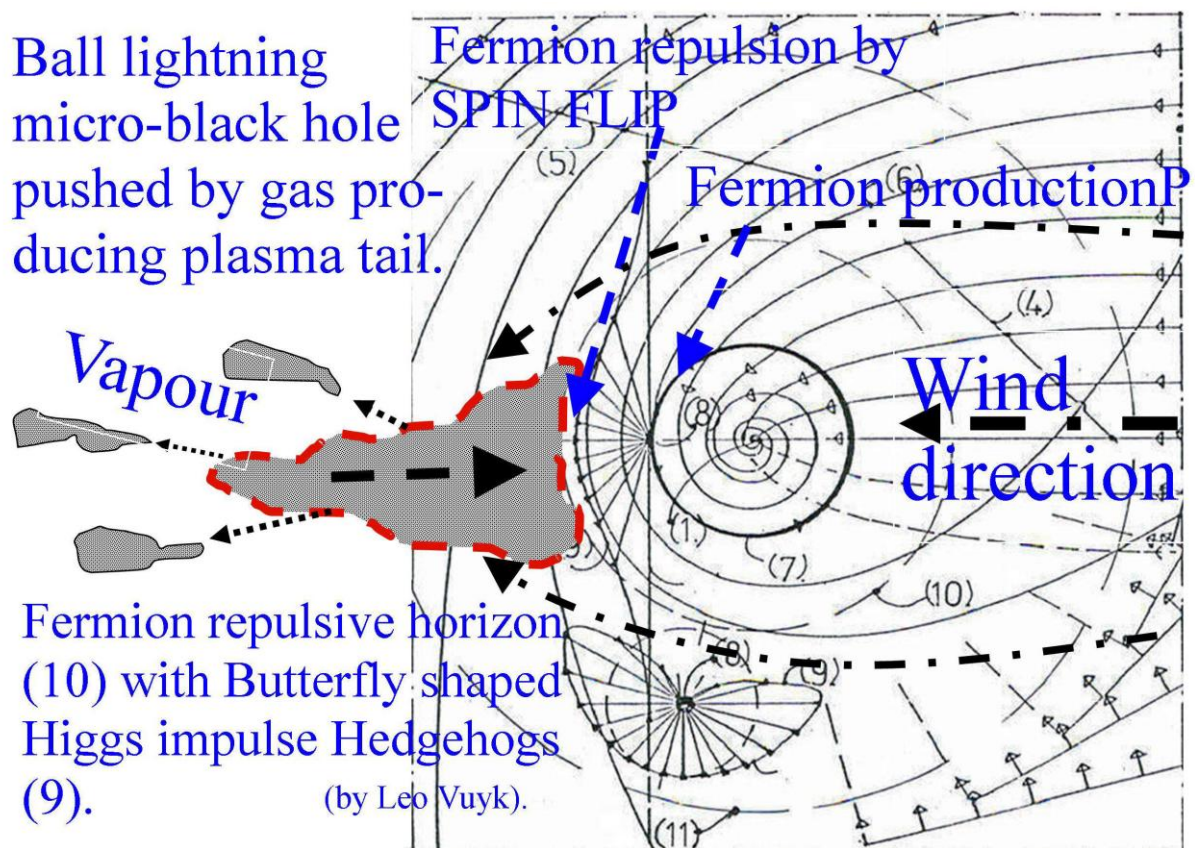 Ball lightning
micro-black hole
pushed by gas pro-
ducing plasma tail.
Fermion repulsion by
SPIN FLIP
(5)
(6)
Fermion productionP
(4)
Vapour
Wind
direction
(8)
(1)
(7)
(10)
Fermion repulsive horizon
(10) with Butterfly shaped
Higgs impulse Hedgehogs
(9).
(by Leo Vuyk).
(8)
(9)
(11)